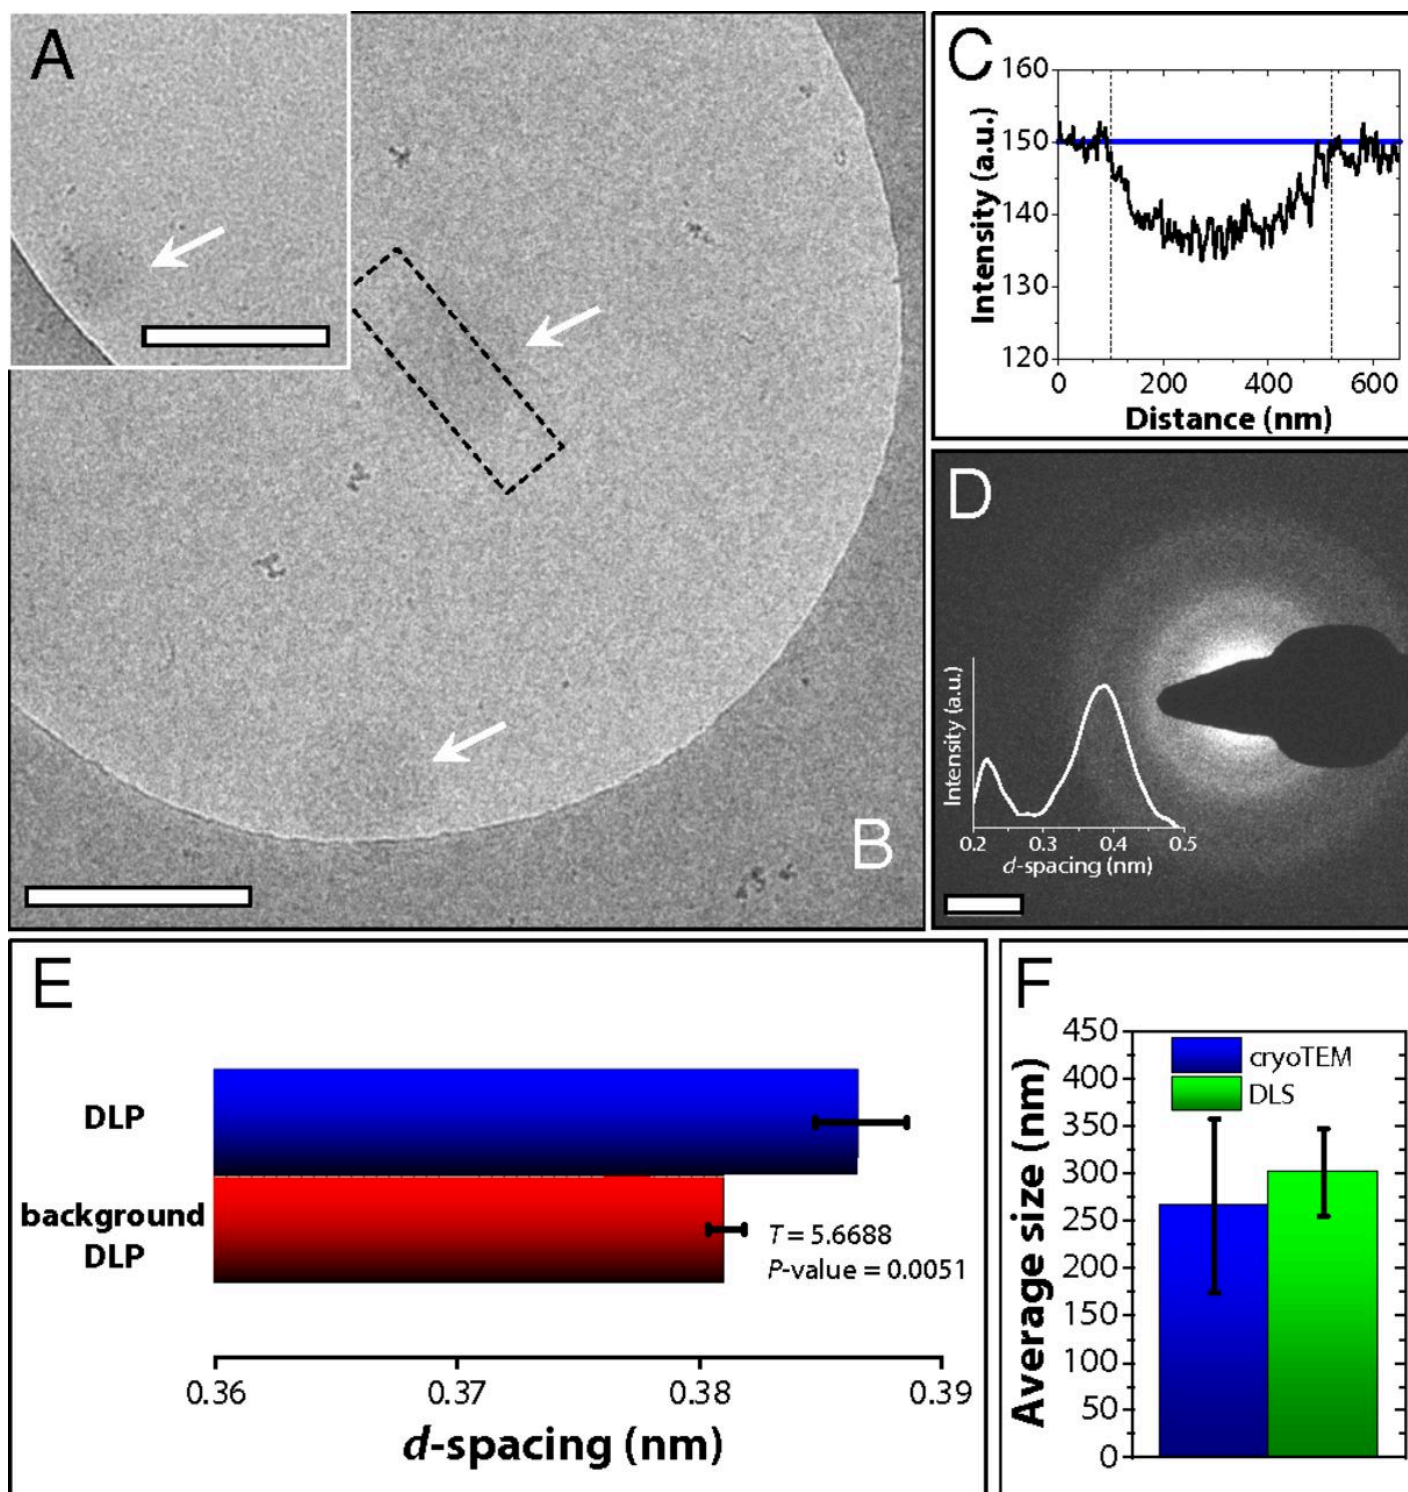 A
B
C
160
150
140
130
120
Intensity (a.u.)
0 200 400 600
Distance (nm)
D
Intensity (a.u.)
0.2 0.3 0.4 0.5
d-spacing (nm)
E
DLP
background
DLP
T = 5.6688
P-value = 0.0051
0.36 0.37 0.38 0.39
d-spacing (nm)
F
450
400
350
300
250
200
150
100
50
0
Average size (nm)
cryoTEM
DLS